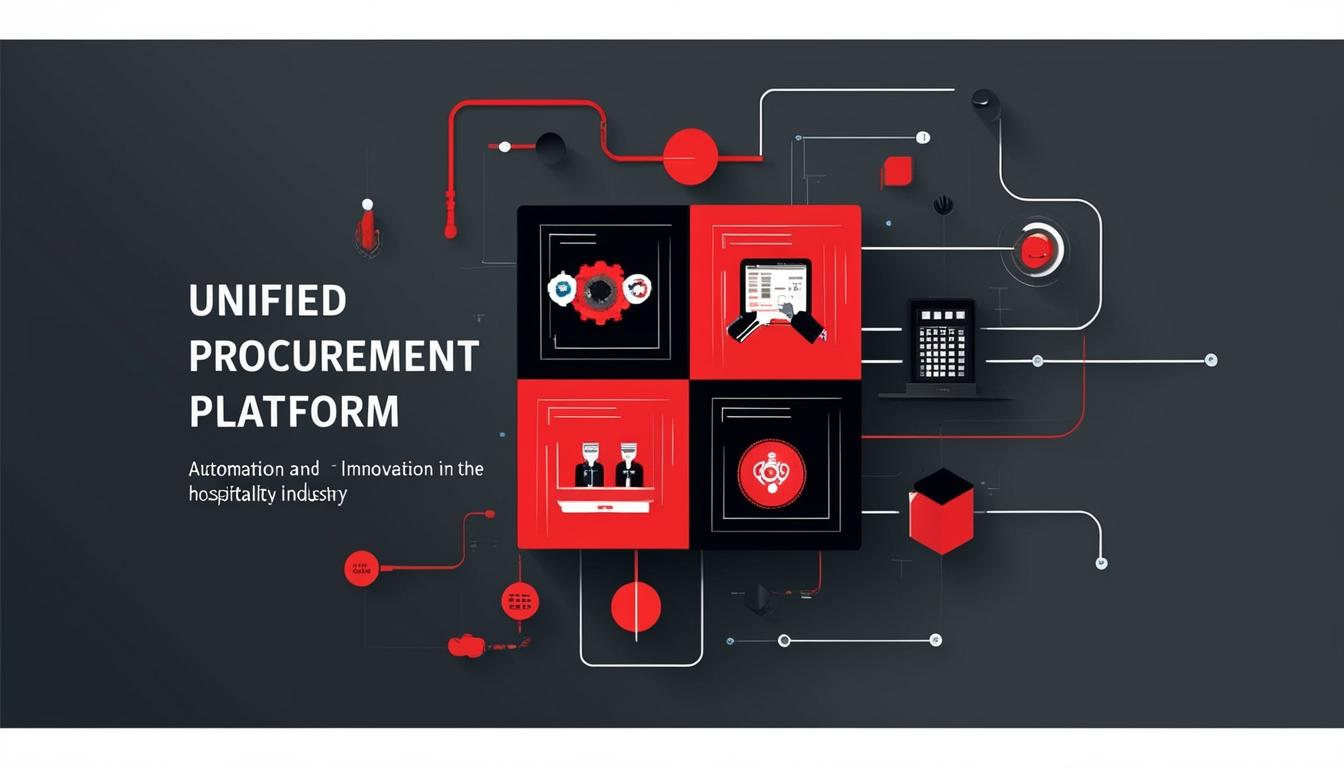 UNIFIED
PROCUREMENT
PLATFORM
Automation and - Innovation in the
hospitality industry